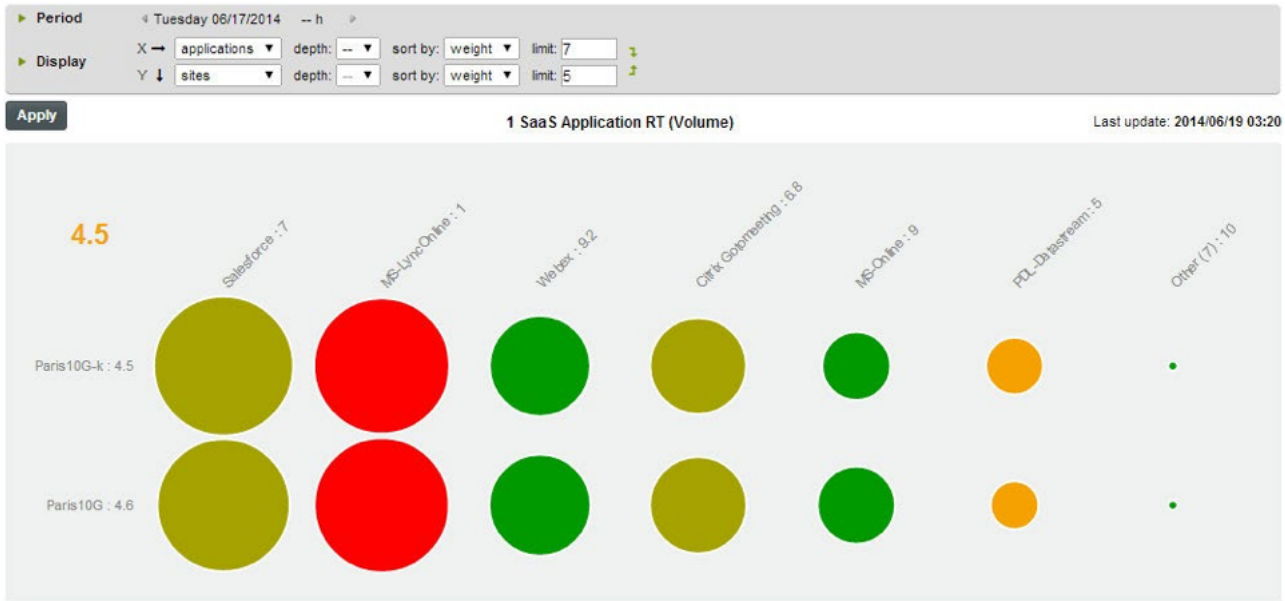 Period Tuesday 06/17/2014 -- h
Display X applications depth: -- sort by: weight limit: 7
Y sites depth: -- sort by: weight limit: 5
Apply
1 SaaS Application RT (Volume)
Last update: 2014/06/19 03:20
4.5
Salesforce : 7
MS-LyncOnline : 1
Webex : 9.2
Citrix Gotomeeting : 6.8
MS-Online : 9
PDL-Datastream : 5
Other (7) : 10
Paris10G-k : 4.5
Paris10G : 4.6